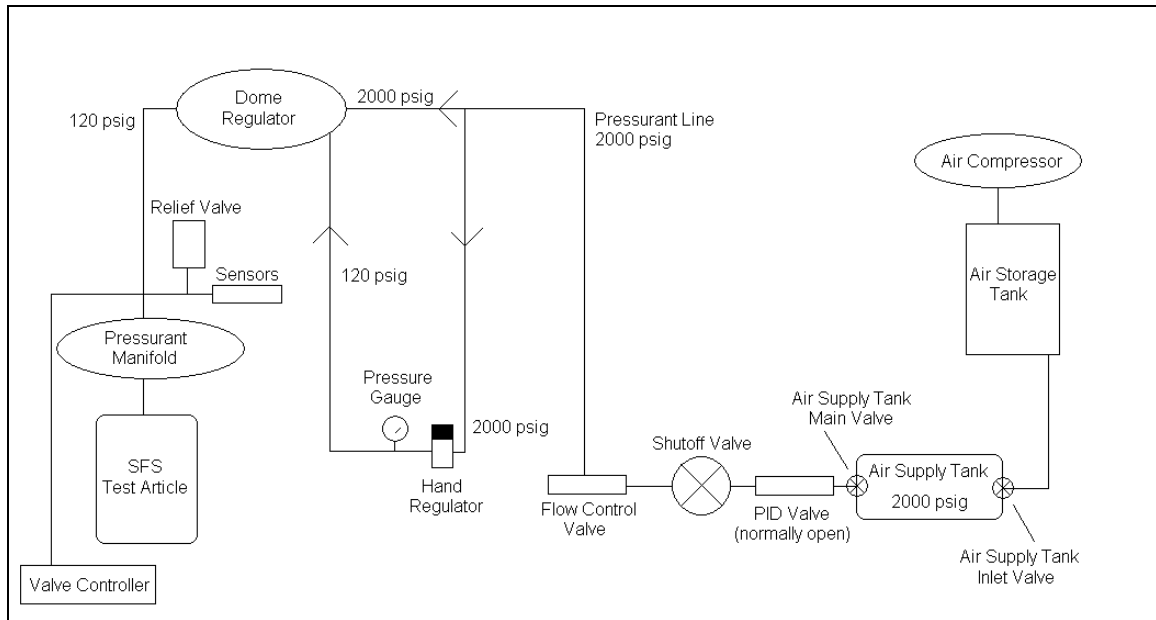 Dome
Regulator
2000 psig
120 psig
Pressurant Line
2000 psig
Air Compressor
Relief Valve
Sensors
120 psig
Air Storage
Tank
Pressurant
Manifold
Pressure
Gauge
2000 psig
Hand
Regulator
SFS
Test Article
Valve Controller
Shutoff Valve
Flow Control
Valve
PID Valve
(normally open)
Air Supply Tank
Main Valve
Air Supply Tank
2000 psig
Air Supply Tank
Inlet Valve